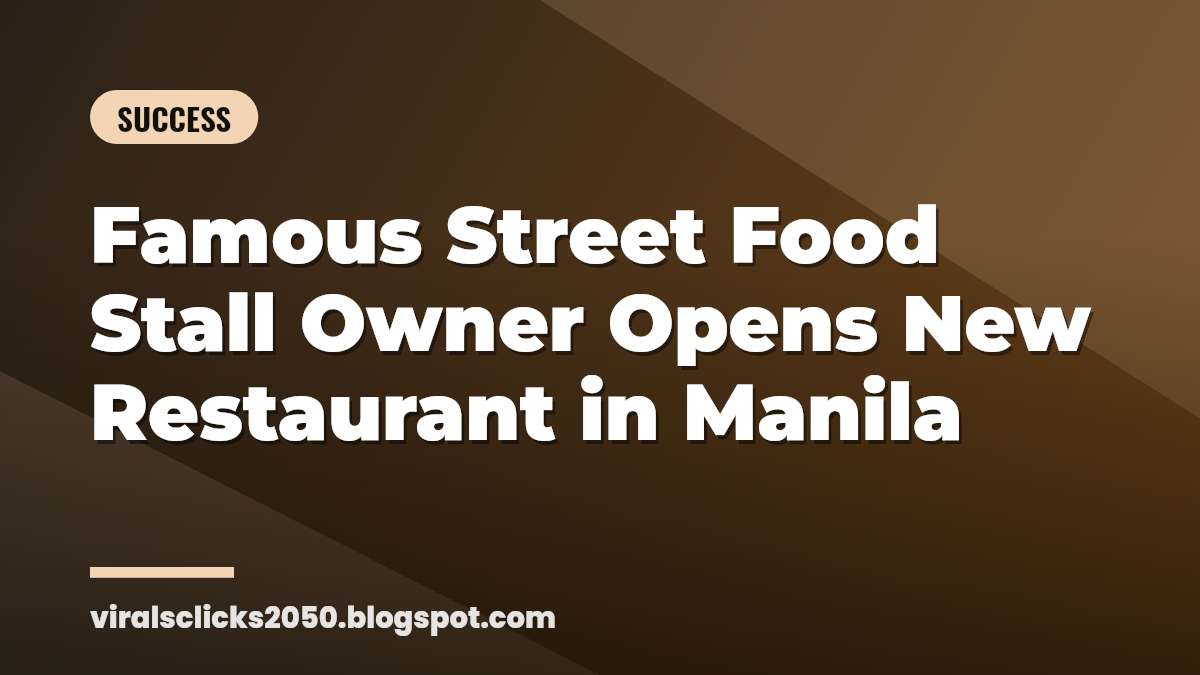 SUCCESS
Famous Street Food
Stall Owner Opens New
Restaurant in Manila
viralsclicks2050.blogspot.com